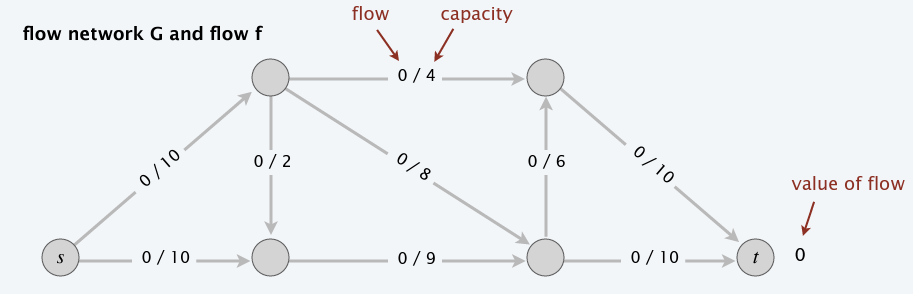 flow capacity
flow network G and flow f
0 / 4
0 / 10
0 / 2
0 / 8
0 / 6
0 / 10
value of flow
s
0 / 10
0 / 9
0 / 10
t
0